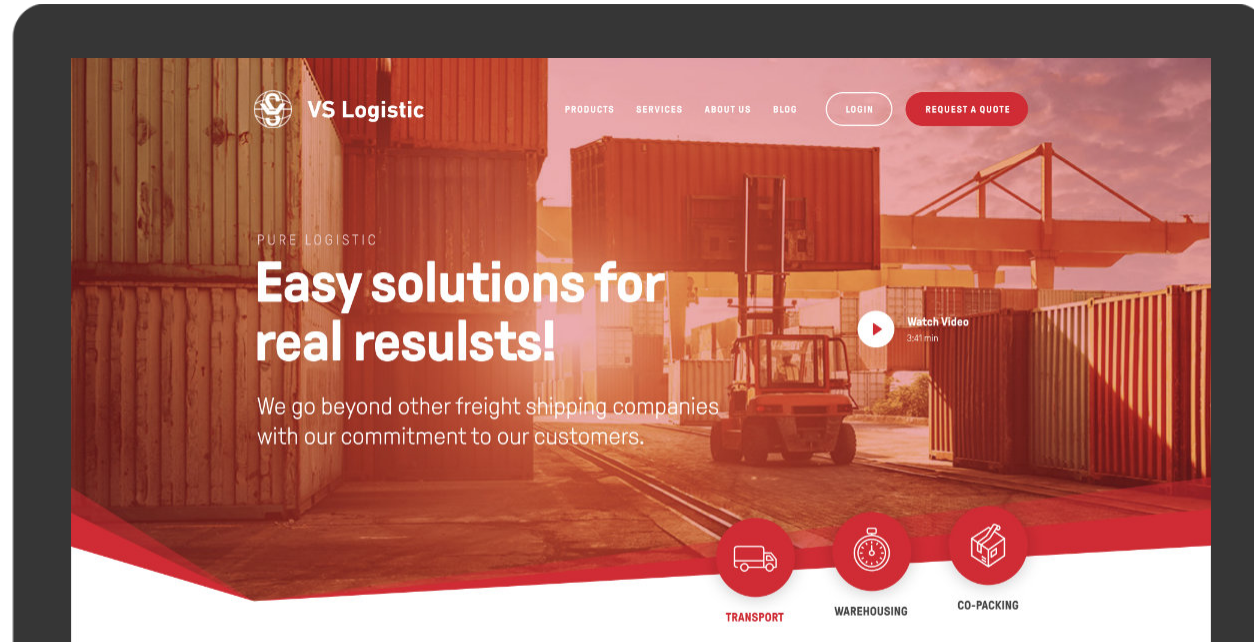 VS Logistic
PRODUCTS SERVICES ABOUT US BLOG LOGIN REQUEST A QUOTE
PURE LOGISTIC
Easy solutions for
real resulsts!
We go beyond other freight shipping companies
with our commitment to our customers.
Watch Video
3:41 min
TRANSPORT
WAREHOUSING
CO-PACKING